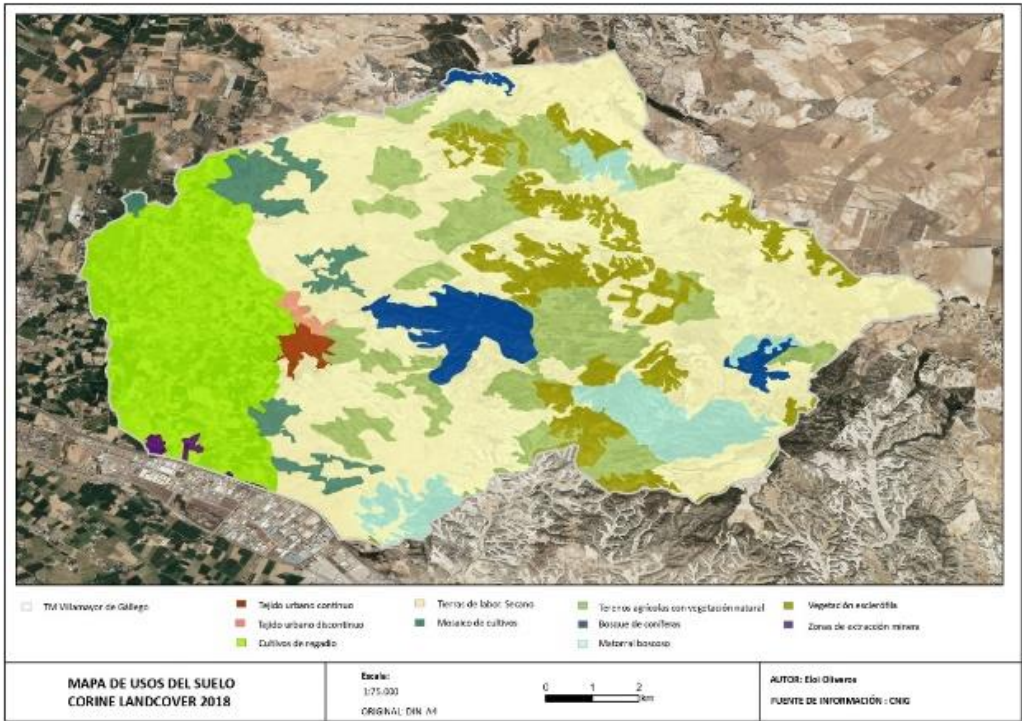 TM Villamayor de Gállego
Tejido urbano continuo
Tejido urbano discontinuo
Cultivos de regadío
Tierras de labor. Secano
Mosaico de cultivos
Terrenos agrícolas con vegetación natural
Bosque de coníferas
Matorral boscoso
Vegetación esclerófila
Zonas de extracción minera
MAPA DE USOS DEL SUELO
CORINE LANDCOVER 2018
Escala:
1:75.000
ORIGINAL: DIN A4
0 1 2
Km
AUTOR: Eloi Oliveros
FUENTE DE INFORMACIÓN : CNIG